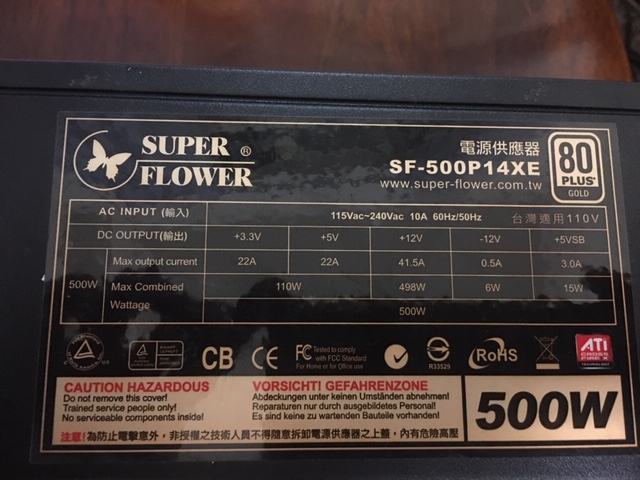 SUPER FLOWER ®
電源供應器
SF-500P14XE
www.super-flower.com.tw
80 PLUS GOLD
AC INPUT (輸入) 115Vac~240Vac 10A 60Hz/50Hz 台灣適用110V
DC OUTPUT(輸出) +3.3V +5V +12V -12V +5VSB
500W Max output current 22A 22A 41.5A 0.5A 3.0A
Max Combined Wattage 110W 498W 6W 15W
500W
CB CE FC Tested to comply with FCC Standard For Home or for Office use R33529 RoHS ATI CROSSFIRE X TECHNOLOGY
CAUTION HAZARDOUS
Do not remove this cover!
Trained service people only!
No serviceable components inside!
VORSICHT! GEFAHRENZONE
Abdeckungen unter keinen Umständen abnehmen!
Reparaturen nur durch ausgebildetes Personal!
Es sind keine zu wartenden Bauteile vorhanden!
注意! 為防止電擊意外, 非授權之技術人員不得隨意拆卸電源供應器之上蓋, 內有危險高壓
500W